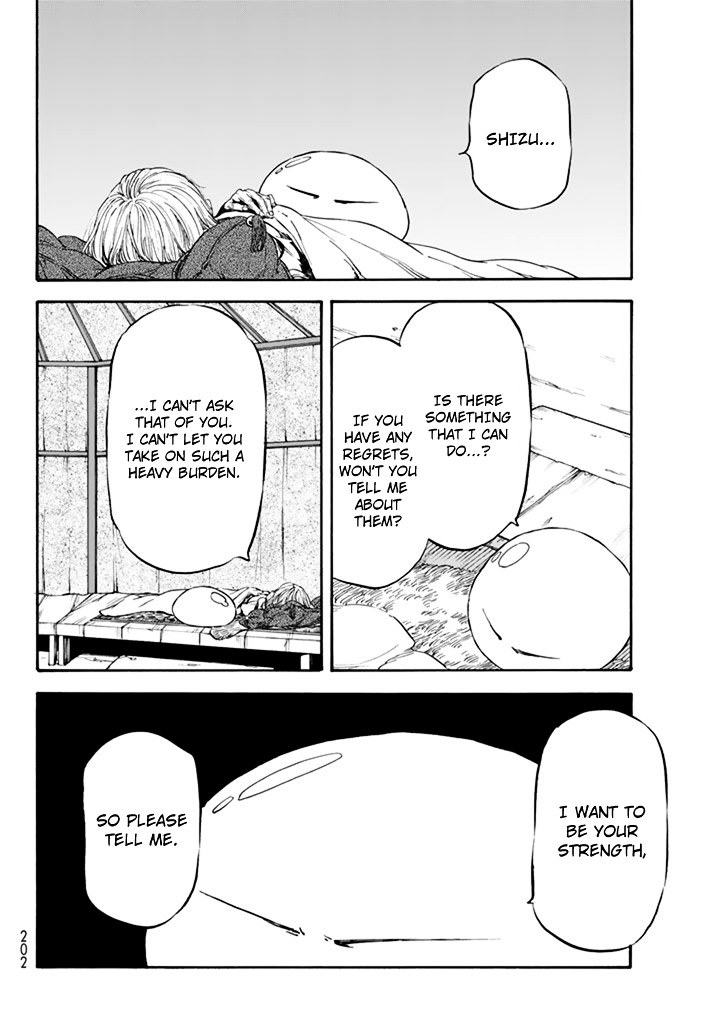 SHIZU...
IS THERE
SOMETHING
THAT I CAN
DO...?
IF YOU
HAVE ANY
REGRETS,
WON'T YOU
TELL ME
ABOUT
THEM?
...I CAN'T ASK
THAT OF YOU.
I CAN'T LET YOU
TAKE ON SUCH A
HEAVY BURDEN.
I WANT TO
BE YOUR
STRENGTH,
SO PLEASE
TELL ME.
202